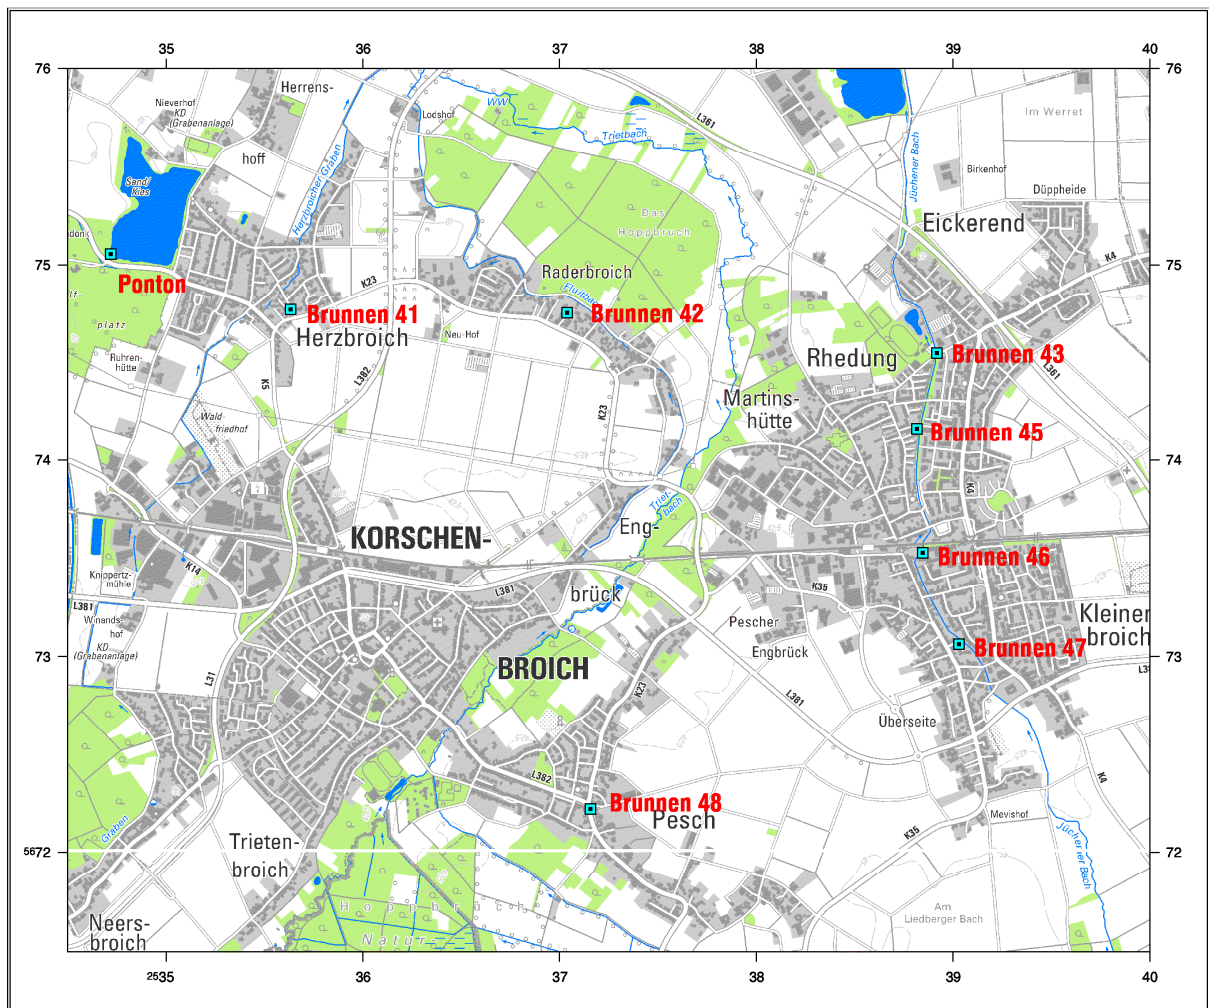 35 36 37 38 39 40
76 76
Herrens-
Nieverhof
KD
(Grabenanlage)
Lodshof
WW
L361
Im Werret
Trietbach
hoff
Herzbroicher Graben
Jüchener Bach
Birkenhof
Sand/
Kies
Düppheide
Das
Hoppbruch
Eickerend
K4
75 75
Raderbroich
K23
Ponton
Brunnen 41
Brunnen 42
platz
Herzbroich
Neu-Hof
Ruhren-
hütte
Rhedung
Brunnen 43
L361
L382
K5
Martins-
hütte
K23
Wald-
friedhof
Brunnen 45
74 74
K4
Triet-
bach
Eng-
KORSCHEN-
Brunnen 46
K14
Knippertz-
mühle
L381
brück
K35
L381
Winands-
hof
KD
(Grabenanlage)
Pescher
Engbrück
Kleinen
broich
73 73
Brunnen 47
BROICH
L31
K23
L381
Überseite
L382
K4
Brunnen 48
Pesch
Mevishof
Graben
K35
Trieten-
broich
5672 72
Jüchener Bach
Hoppbruch
Am
Liedberger Bach
Neers-
broich
Natur
2535 36 37 38 39 40